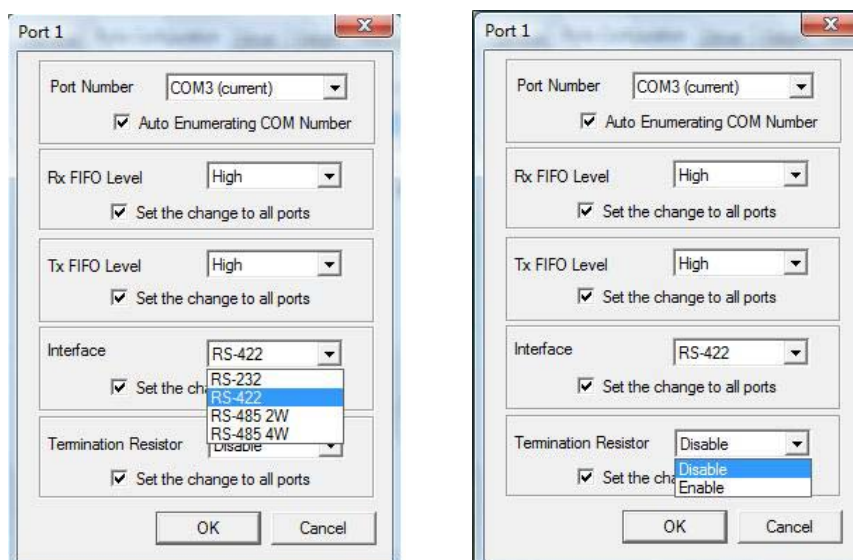 Port 1
Port Number COM3 (current)
Auto Enumerating COM Number
Rx FIFO Level High
Set the change to all ports
Tx FIFO Level High
Set the change to all ports
Interface RS-422
RS-232
Set the
RS-422
RS-485 2W
RS-485 4W
Termination Resistor Disable
Set the change to all ports
OK Cancel
Port 1
Port Number COM3 (current)
Auto Enumerating COM Number
Rx FIFO Level High
Set the change to all ports
Tx FIFO Level High
Set the change to all ports
Interface RS-422
Set the change to all ports
Termination Resistor Disable
Disable
Set the
Enable
OK Cancel